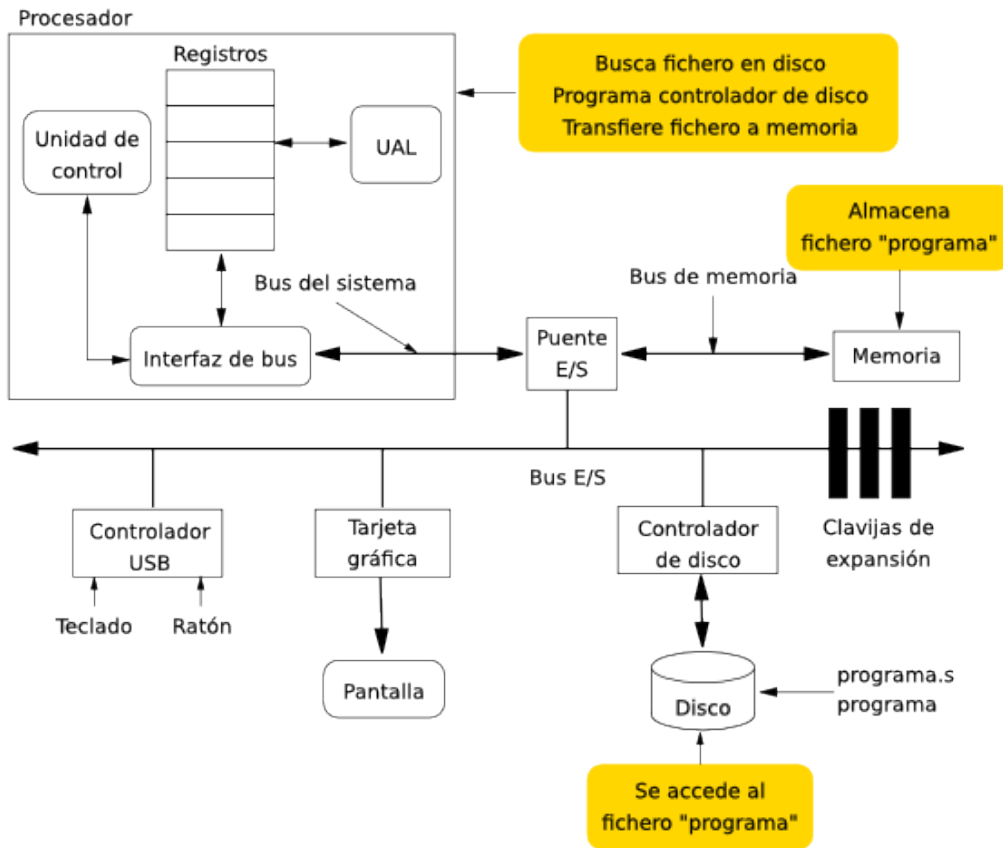 Procesador
Registros
Unidad de
control
UAL
Busca fichero en disco
Programa controlador de disco
Transfiere fichero a memoria
Almacena
fichero "programa"
Bus del sistema
Bus de memoria
Interfaz de bus
Puente
E/S
Memoria
Bus E/S
Controlador
USB
Tarjeta
gráfica
Controlador
de disco
Clavijas de
expansión
Teclado
Ratón
Pantalla
Disco
programa.s
programa
Se accede al
fichero "programa"